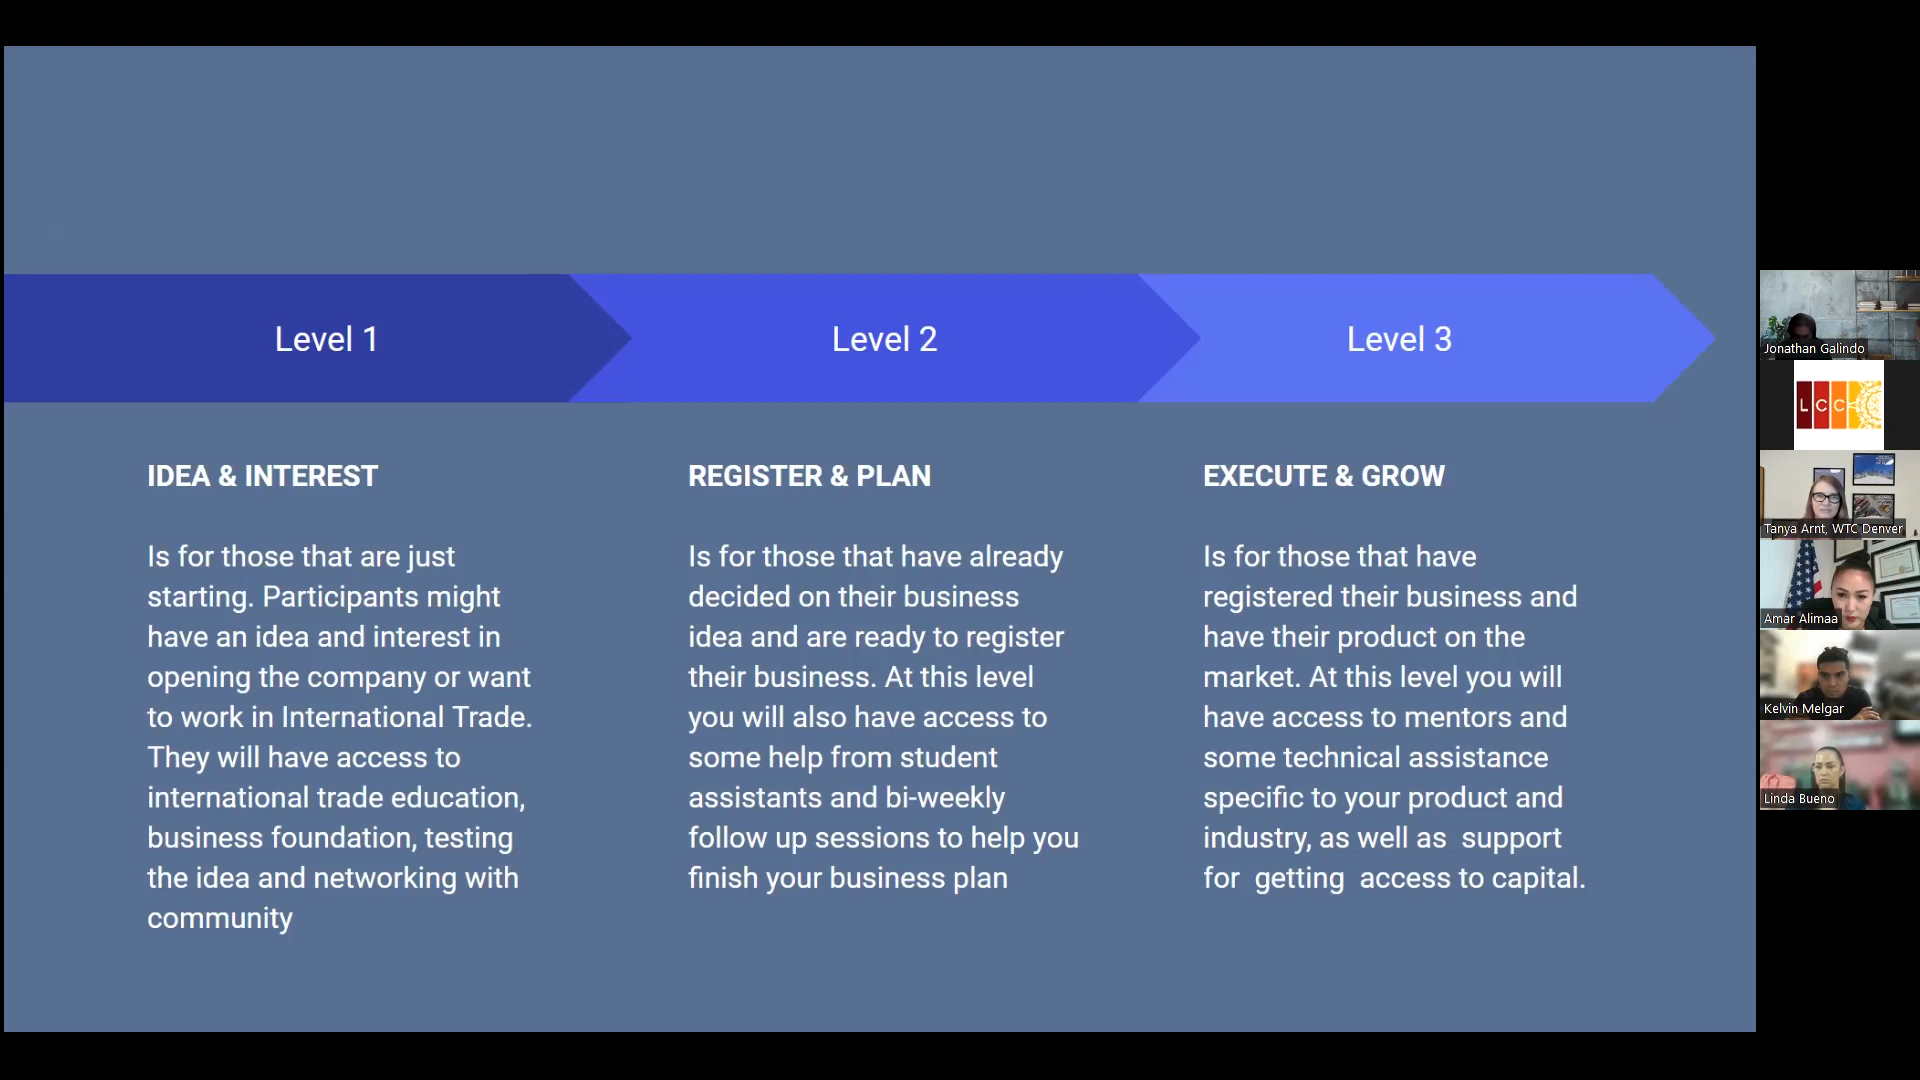 Level 1
Level 2
Level 3
IDEA & INTEREST
Is for those that are just
starting. Participants might
have an idea and interest in
opening the company or want
to work in International Trade.
They will have access to
international trade education,
business foundation, testing
the idea and networking with
community
REGISTER & PLAN
Is for those that have already
decided on their business
idea and are ready to register
their business. At this level
you will also have access to
some help from student
assistants and bi-weekly
follow up sessions to help you
finish your business plan
EXECUTE & GROW
Is for those that have
registered their business and
have their product on the
market. At this level you will
have access to mentors and
some technical assistance
specific to your product and
industry, as well as  support
for  getting  access to capital.
Jonathan Galindo
LCC
Tanya Arnt, WTC Denver
Amar Alimaa
Kelvin Melgar
Linda Bueno